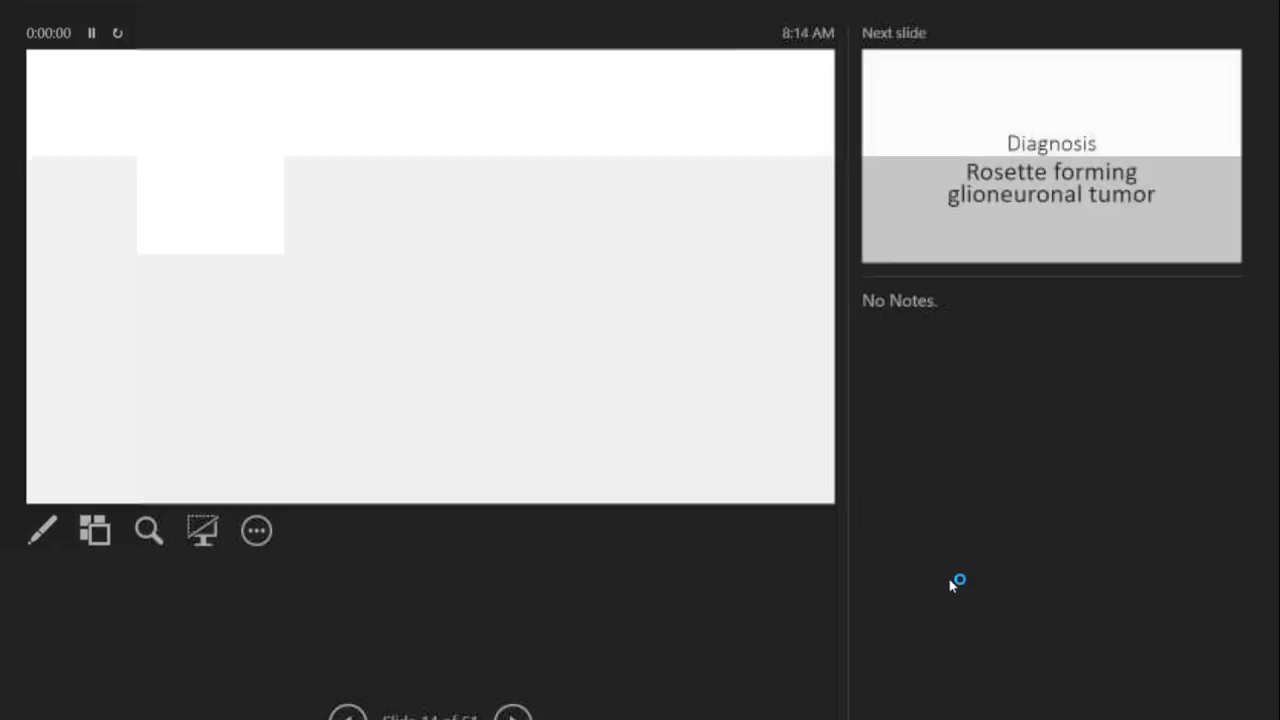 0:00:00
8:14 AM
Next slide
Diagnosis
Rosette forming
glioneuronal tumor
No Notes.